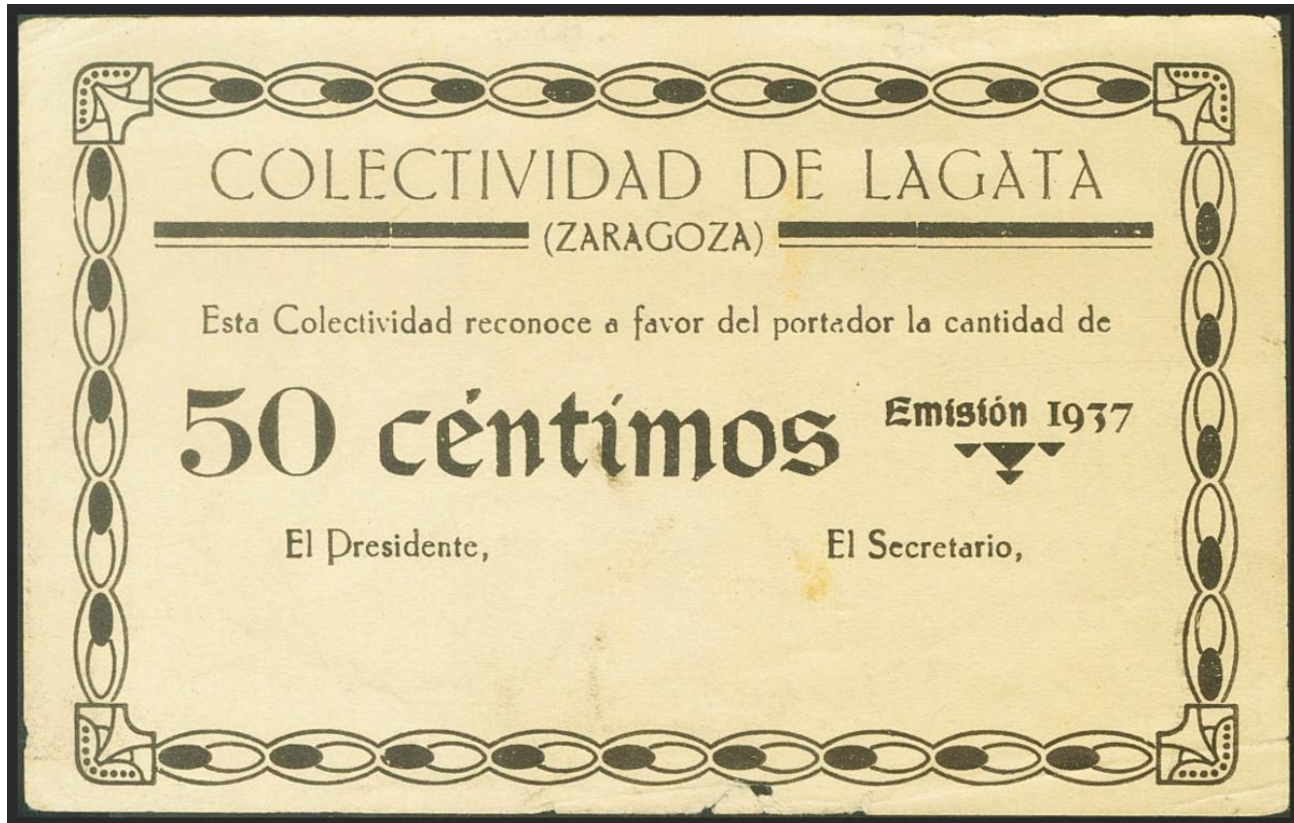 COLECTIVIDAD DE LAGATA
(ZARAGOZA)
Esta Colectividad reconoce a favor del portador la cantidad de
50 céntimos Emisión 1937
El Presidente, El Secretario,